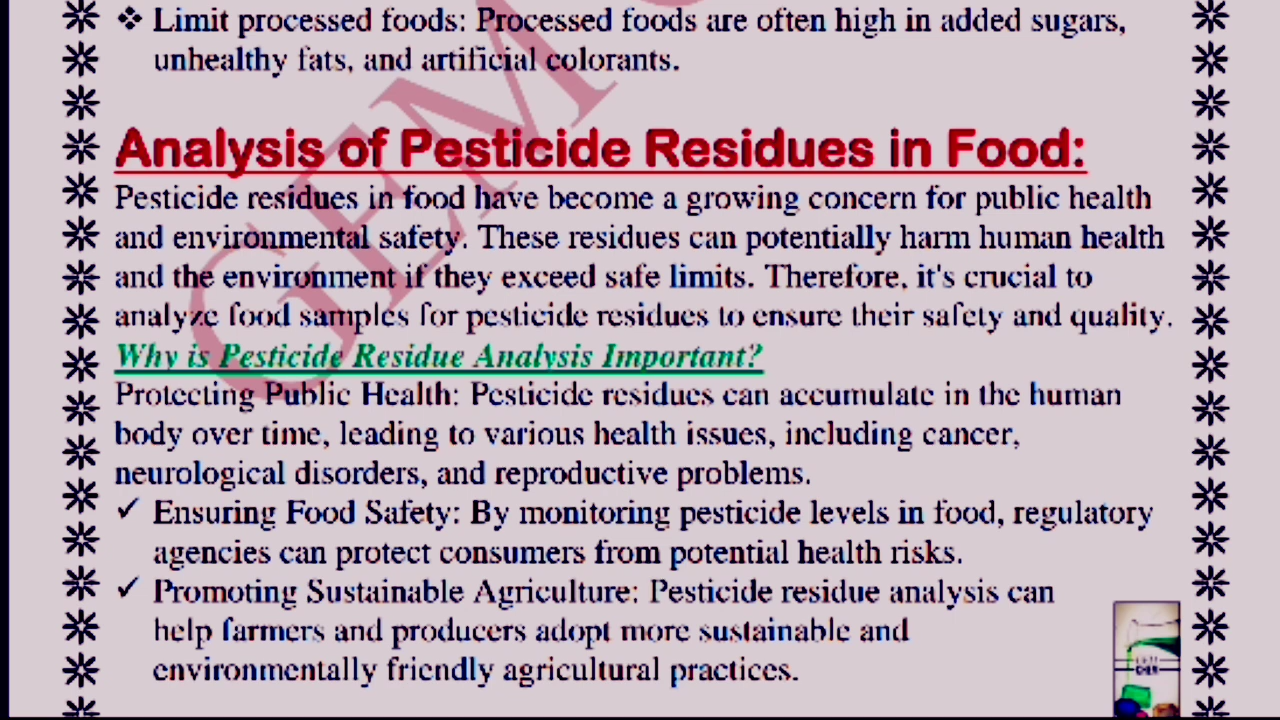 ❖ Limit processed foods: Processed foods are often high in added sugars,
unhealthy fats, and artificial colorants.
Analysis of Pesticide Residues in Food:
Pesticide residues in food have become a growing concern for public health
and environmental safety. These residues can potentially harm human health
and the environment if they exceed safe limits. Therefore, it's crucial to
analyze food samples for pesticide residues to ensure their safety and quality.
Why is Pesticide Residue Analysis Important?
Protecting Public Health: Pesticide residues can accumulate in the human
body over time, leading to various health issues, including cancer,
neurological disorders, and reproductive problems.
✓ Ensuring Food Safety: By monitoring pesticide levels in food, regulatory
agencies can protect consumers from potential health risks.
✓ Promoting Sustainable Agriculture: Pesticide residue analysis can
help farmers and producers adopt more sustainable and
environmentally friendly agricultural practices.
GEM
CHEM